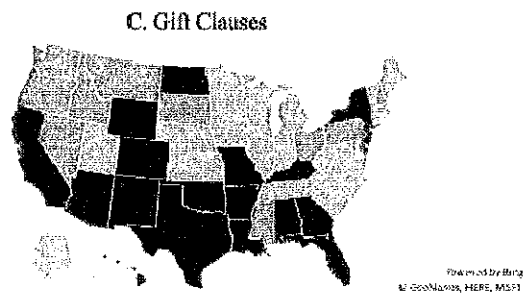 C. Gift Clauses
Powered by Bing
© GeoNames, HERE, MSFT